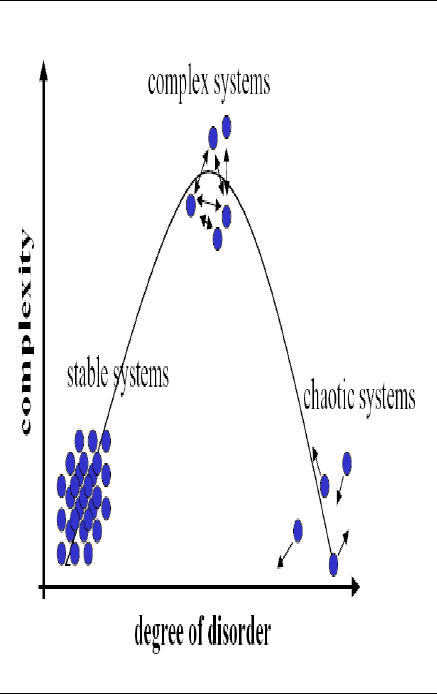 complex systems
complexity
stable systems
chaotic systems
degree of disorder